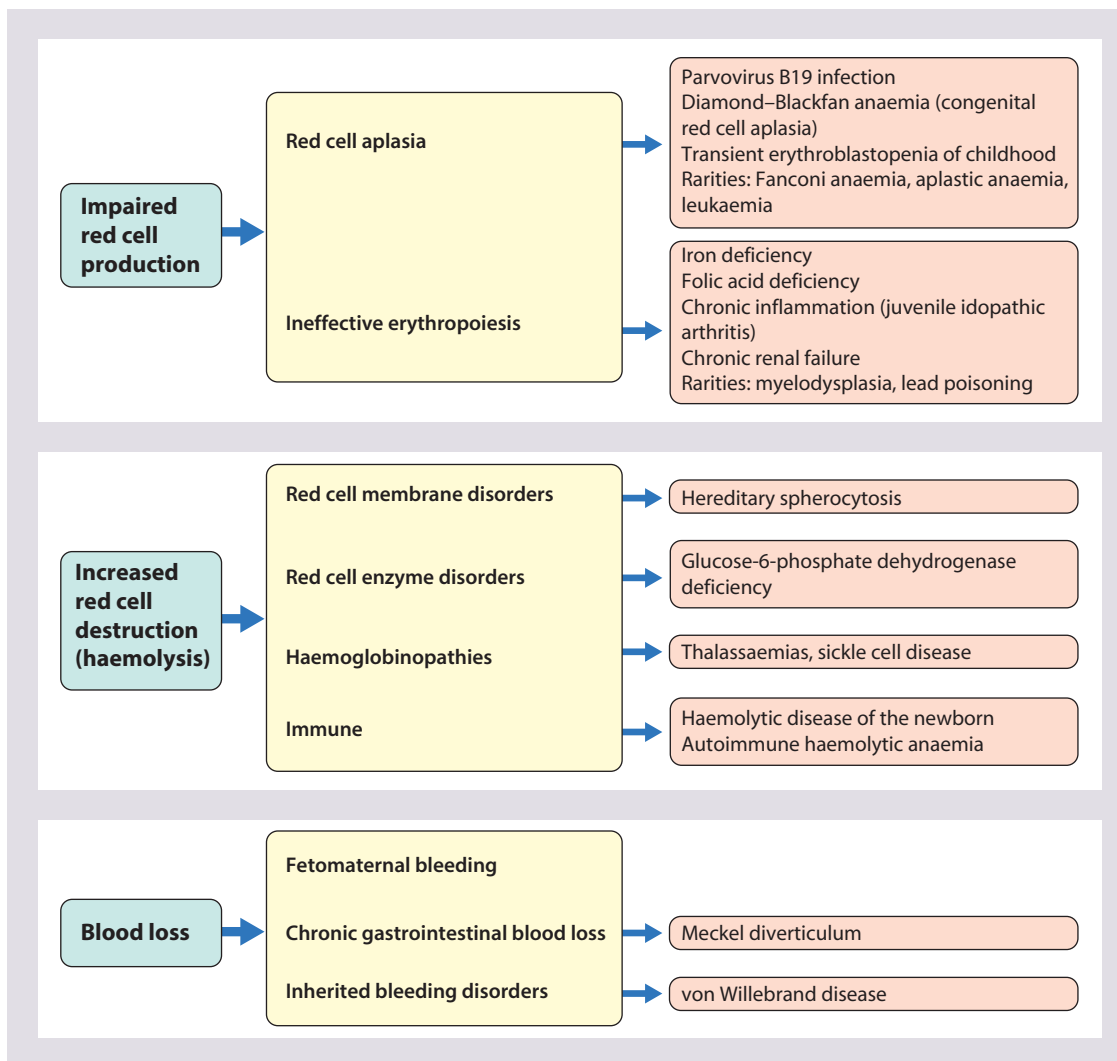 Impaired
red cell
production
Red cell aplasia
Parvovirus B19 infection
Diamond–Blackfan anaemia (congenital
red cell aplasia)
Transient erythroblastopenia of childhood
Rarities: Fanconi anaemia, aplastic anaemia,
leukaemia
Ineffective erythropoiesis
Iron deficiency
Folic acid deficiency
Chronic inflammation (juvenile idopathic
arthritis)
Chronic renal failure
Rarities: myelodysplasia, lead poisoning
Increased
red cell
destruction
(haemolysis)
Red cell membrane disorders
Hereditary spherocytosis
Red cell enzyme disorders
Glucose-6-phosphate dehydrogenase
deficiency
Haemoglobinopathies
Thalassaemias, sickle cell disease
Immune
Haemolytic disease of the newborn
Autoimmune haemolytic anaemia
Blood loss
Fetomaternal bleeding
Chronic gastrointestinal blood loss
Meckel diverticulum
Inherited bleeding disorders
von Willebrand disease